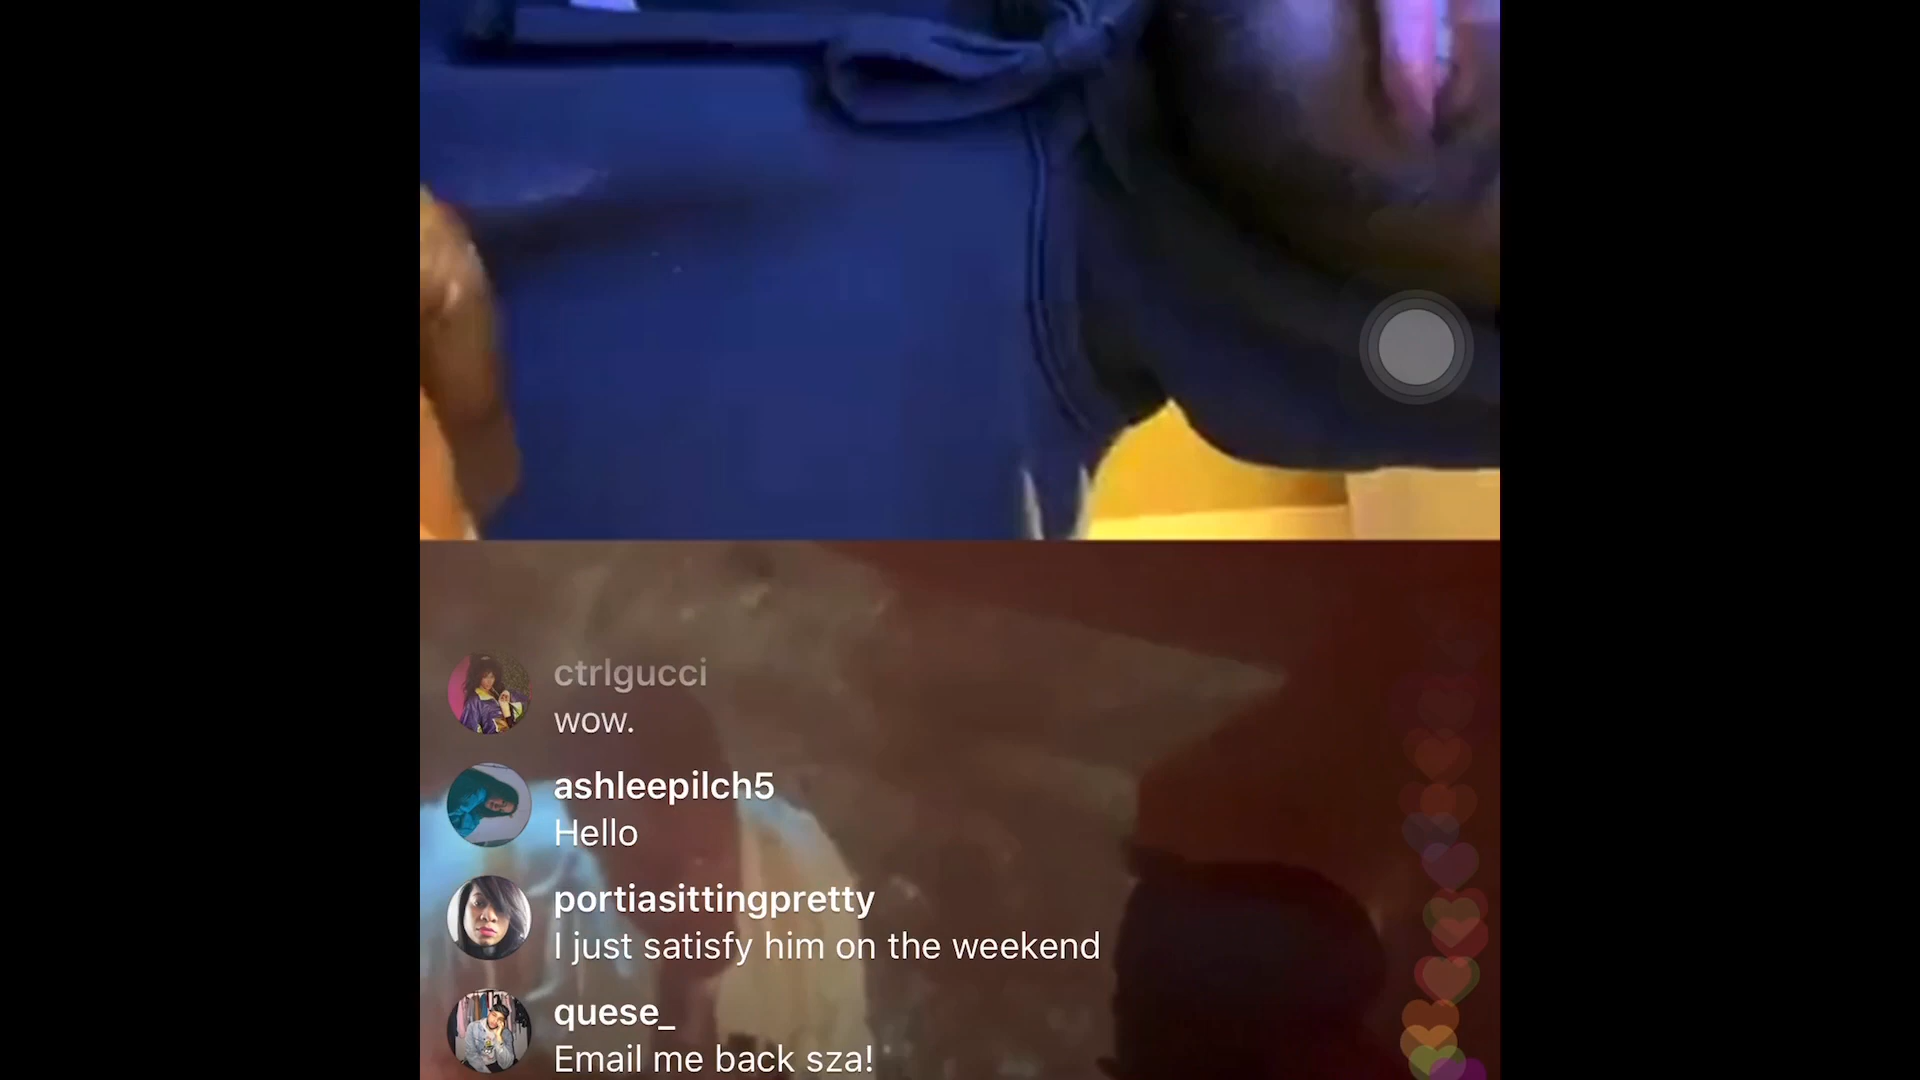 ctrlgucci
wow.
ashleepilch5
Hello
portiasittingpretty
I just satisfy him on the weekend
quese_
Email me back sza!